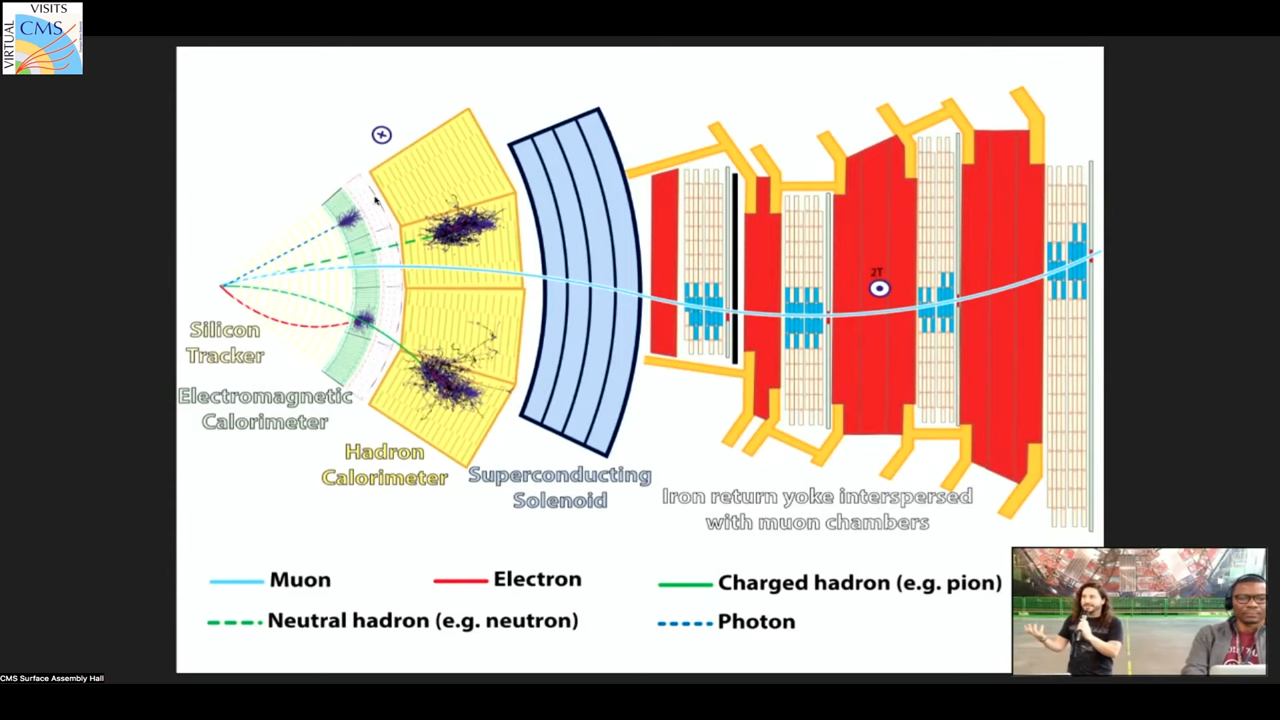 VISITS
CMS
VIRTUAL
2T
Silicon
Tracker
Electromagnetic
Calorimeter
Hadron
Calorimeter
Superconducting
Solenoid
Iron return yoke interspersed
with muon chambers
Muon
Electron
Charged hadron (e.g. pion)
Neutral hadron (e.g. neutron)
Photon
CMS Surface Assembly Hall